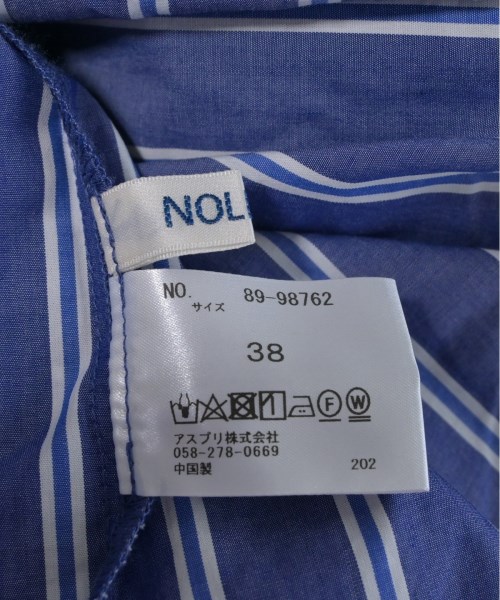 NOL
NO. 89-98762
サイズ
38
アスプリ株式会社
058-278-0669
中国製 202